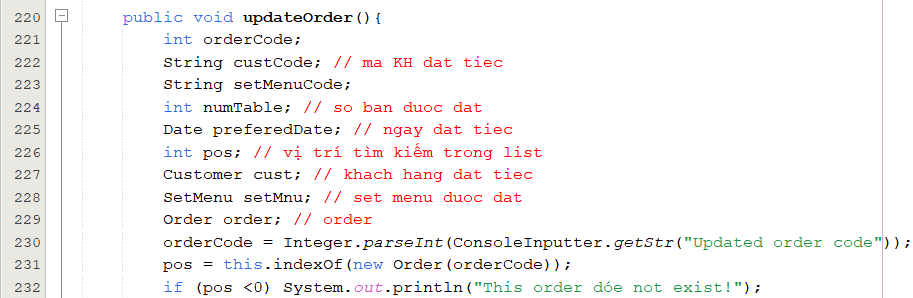 220 public void updateOrder(){
221 int orderCode;
222 String custCode; // ma KH dat tiec
223 String setMenuCode;
224 int numTable; // so ban duoc dat
225 Date preferedDate; // ngay dat tiec
226 int pos; // vị trí tìm kiếm trong list
227 Customer cust; // khach hang dat tiec
228 SetMenu setMnu; // set menu duoc dat
229 Order order; // order
230 orderCode = Integer.parseInt(ConsoleInputter.getStr("Updated order code"));
231 pos = this.indexOf(new Order(orderCode));
232 if (pos <0) System.out.println("This order dóe not exist!");